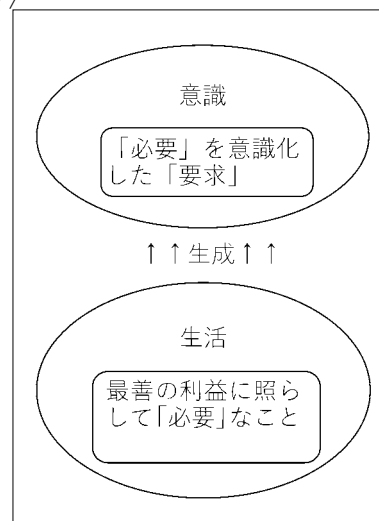 意識
「必要」を意識化
した「要求」
↑ ↑ 生成 ↑ ↑
生活
最善の利益に照ら
して「必要」なこと